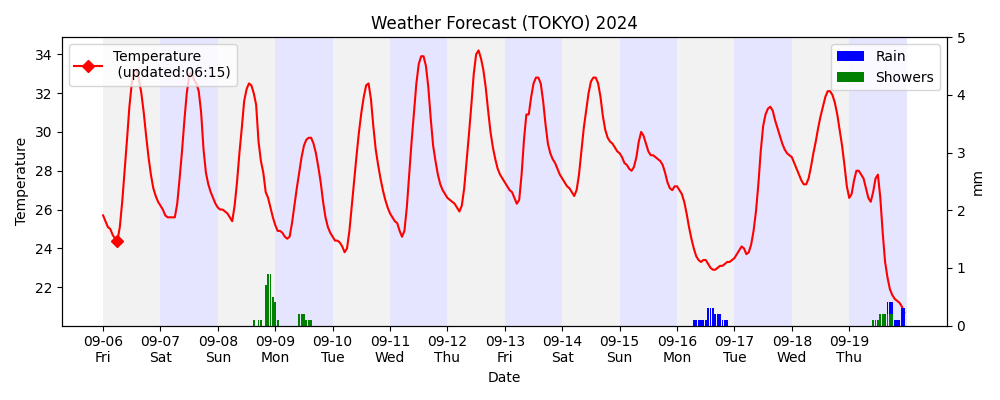 Weather Forecast (TOKYO) 2024
Temperature
(updated:06:15)
Rain
Showers
Temperature
34
32
30
28
26
24
22
5
4
3
2
1
0
mm
09-06 09-07 09-08 09-09 09-10 09-11 09-12 09-13 09-14 09-15 09-16 09-17 09-18 09-19
Fri Sat Sun Mon Tue Wed Thu Fri Sat Sun Mon Tue Wed Thu
Date